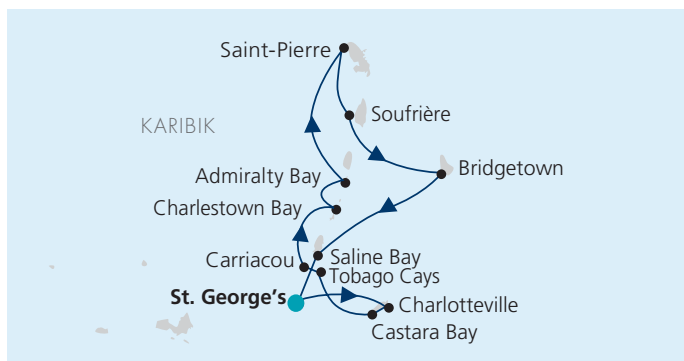 Saint-Pierre
Soufrière
KARIBIK
Bridgetown
Admiralty Bay
Charlestown Bay
Saline Bay
Carriacou
Tobago Cays
St. George's
Charlotteville
Castara Bay